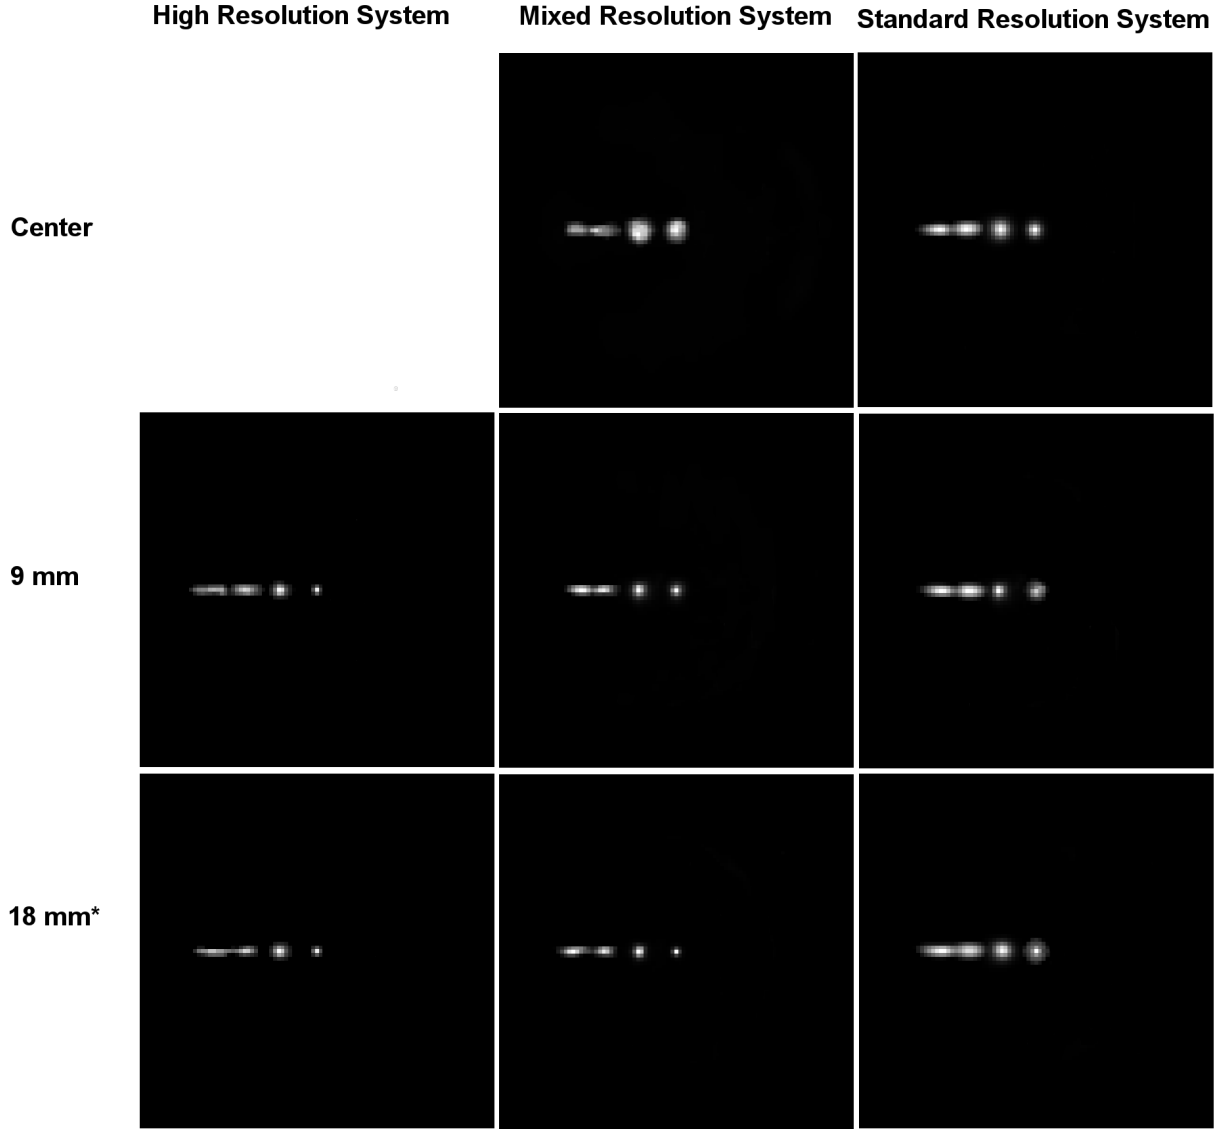 High Resolution System
Mixed Resolution System
Standard Resolution System
Center
9 mm
18 mm*